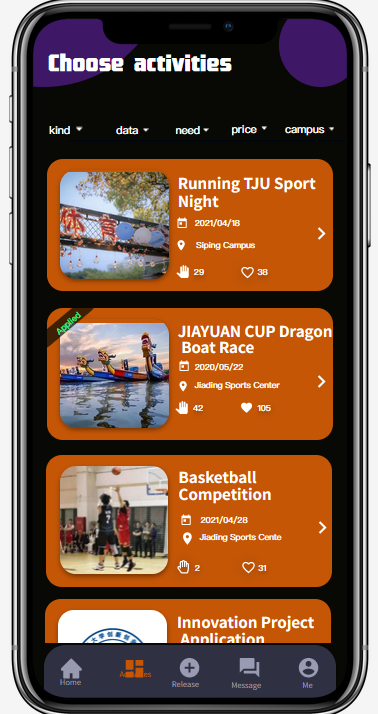 Choose activities
kind data need price campus
Running TJU Sport
Night
2021/04/18
Siping Campus
29 38
体育
Applied
JIAYUAN CUP Dragon
Boat Race
2020/05/22
Jiading Sports Center
42 105
Basketball
Competition
2021/04/28
Jiading Sports Cente
2 31
Innovation Project
Application
Home Release Message Me